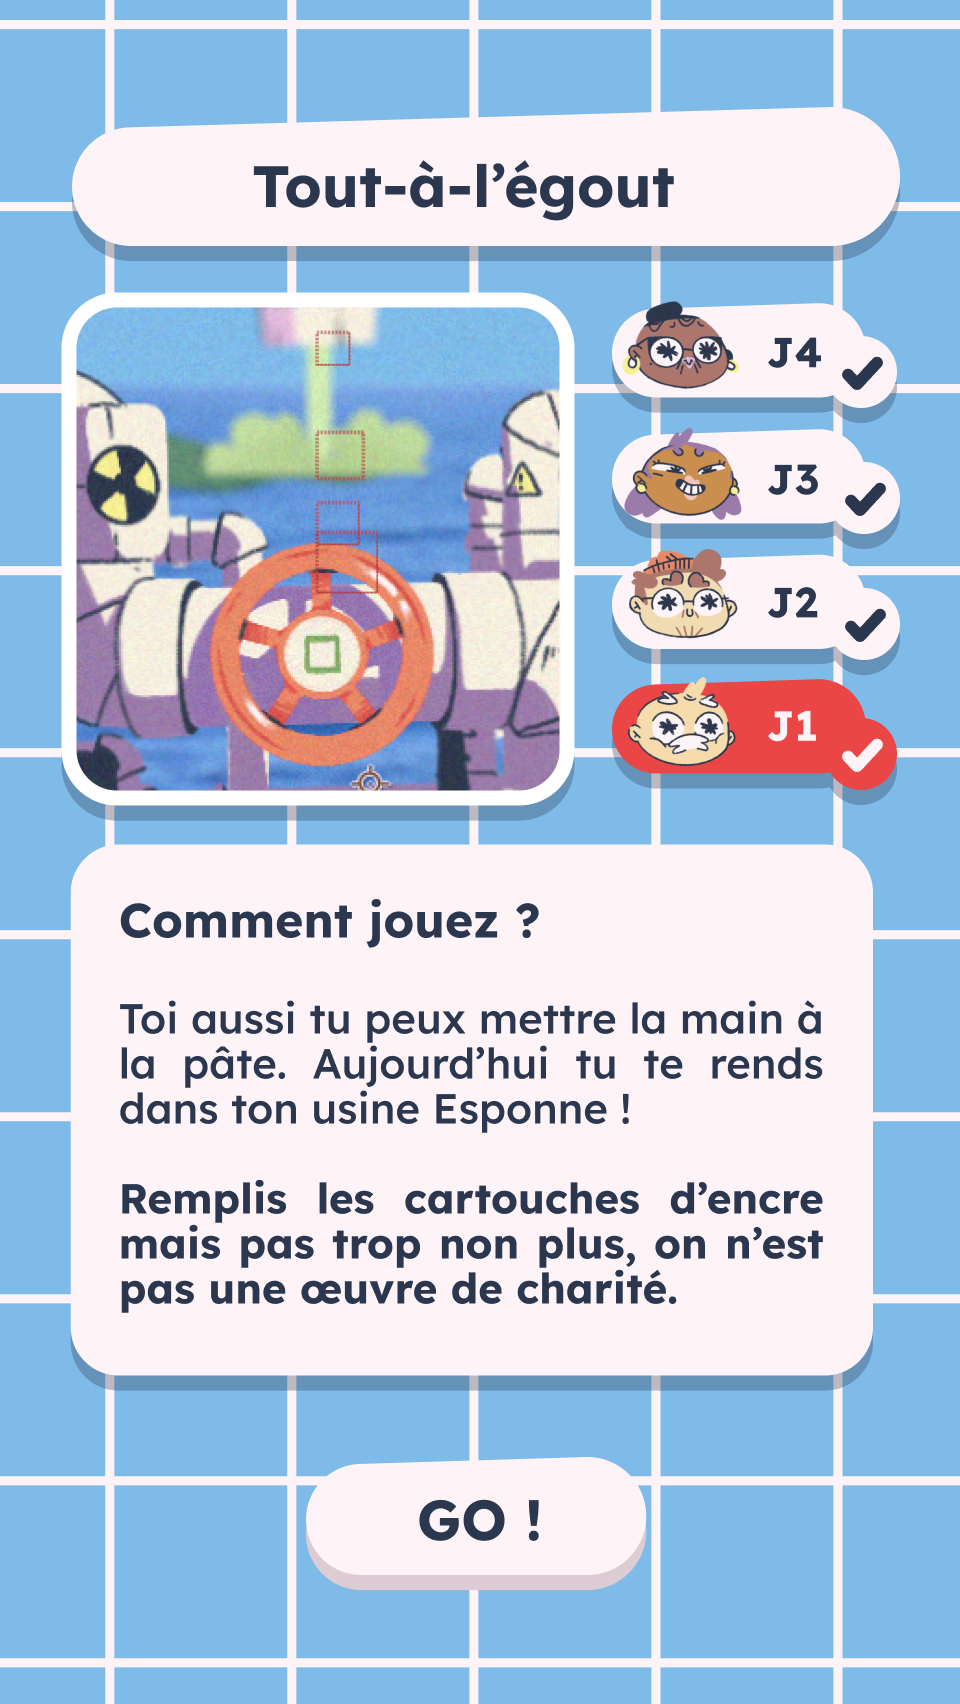 Tout-à-l’égout
J4
J3
J2
J1
Comment jouez ?
Toi aussi tu peux mettre la main à
la pâte. Aujourd’hui tu te rends
dans ton usine Esponne !
Remplis les cartouches d’encre
mais pas trop non plus, on n’est
pas une œuvre de charité.
GO !